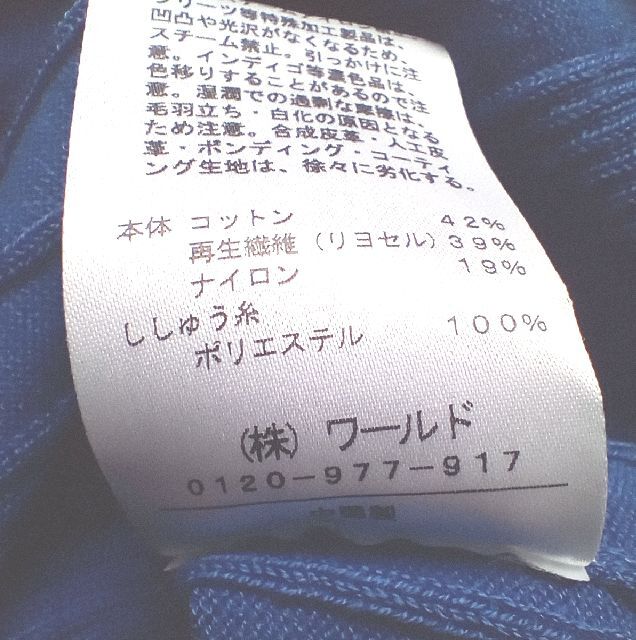 プリーツ等特殊加工製品は、
凹凸や光沢がなくなるため、
スチーム禁止。引っかけに注
意。インディゴ等濃色品は、
色移りすることがあるので注
意。湿潤での過剰な摩擦は、
毛羽立ち・白化の原因となる
ため注意。合成皮革・人工皮
革・ボンディング・コーティ
ング生地は、徐々に劣化する。
本体 コットン 42%
再生繊維(リヨセル)39%
ナイロン 19%
ししゅう糸
ポリエステル 100%
(株)ワールド
0120-977-917